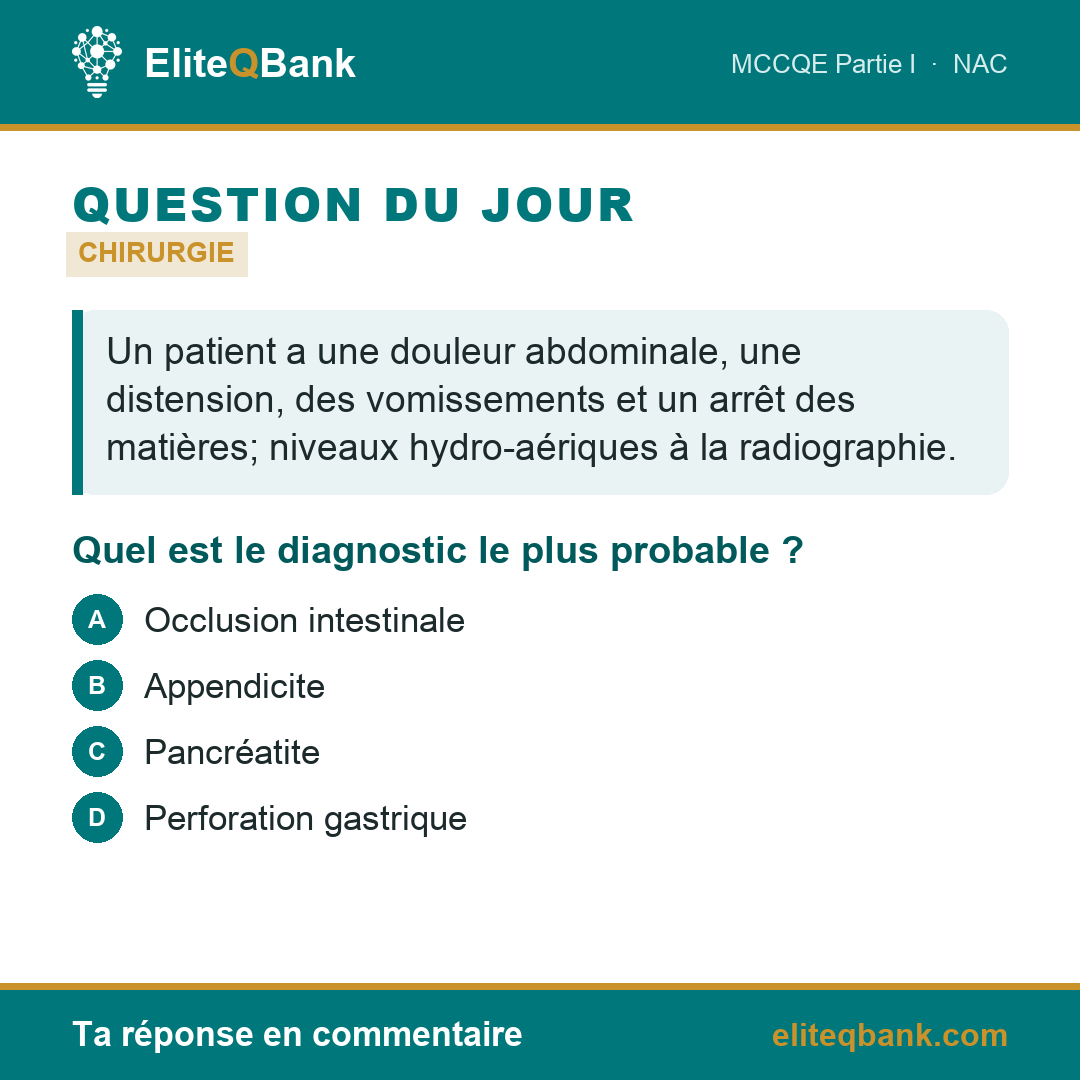 EliteQBank
MCCQE Partie I · NAC
QUESTION DU JOUR
CHIRURGIE
Un patient a une douleur abdominale, une
distension, des vomissements et un arrêt des
matières; niveaux hydro-aériques à la radiographie.
Quel est le diagnostic le plus probable ?
A Occlusion intestinale
B Appendicite
C Pancréatite
D Perforation gastrique
Ta réponse en commentaire
eliteqbank.com